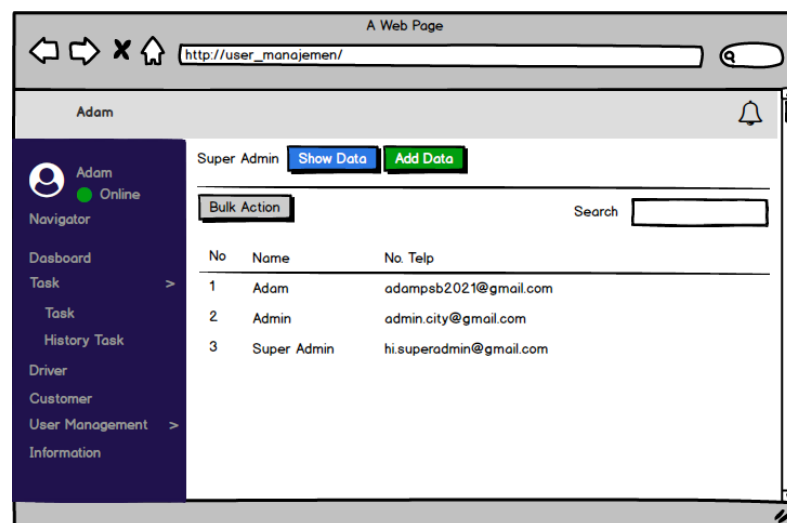 A Web Page
http://user_manajemen/
Adam
Adam
Online
Navigator
Dasboard
Task >
Task
History Task
Driver
Customer
User Management >
Information
Super Admin Show Data Add Data
Bulk Action Search
No Name No. Telp
1 Adam adampsb2021@gmail.com
2 Admin admin.city@gmail.com
3 Super Admin hi.superadmin@gmail.com